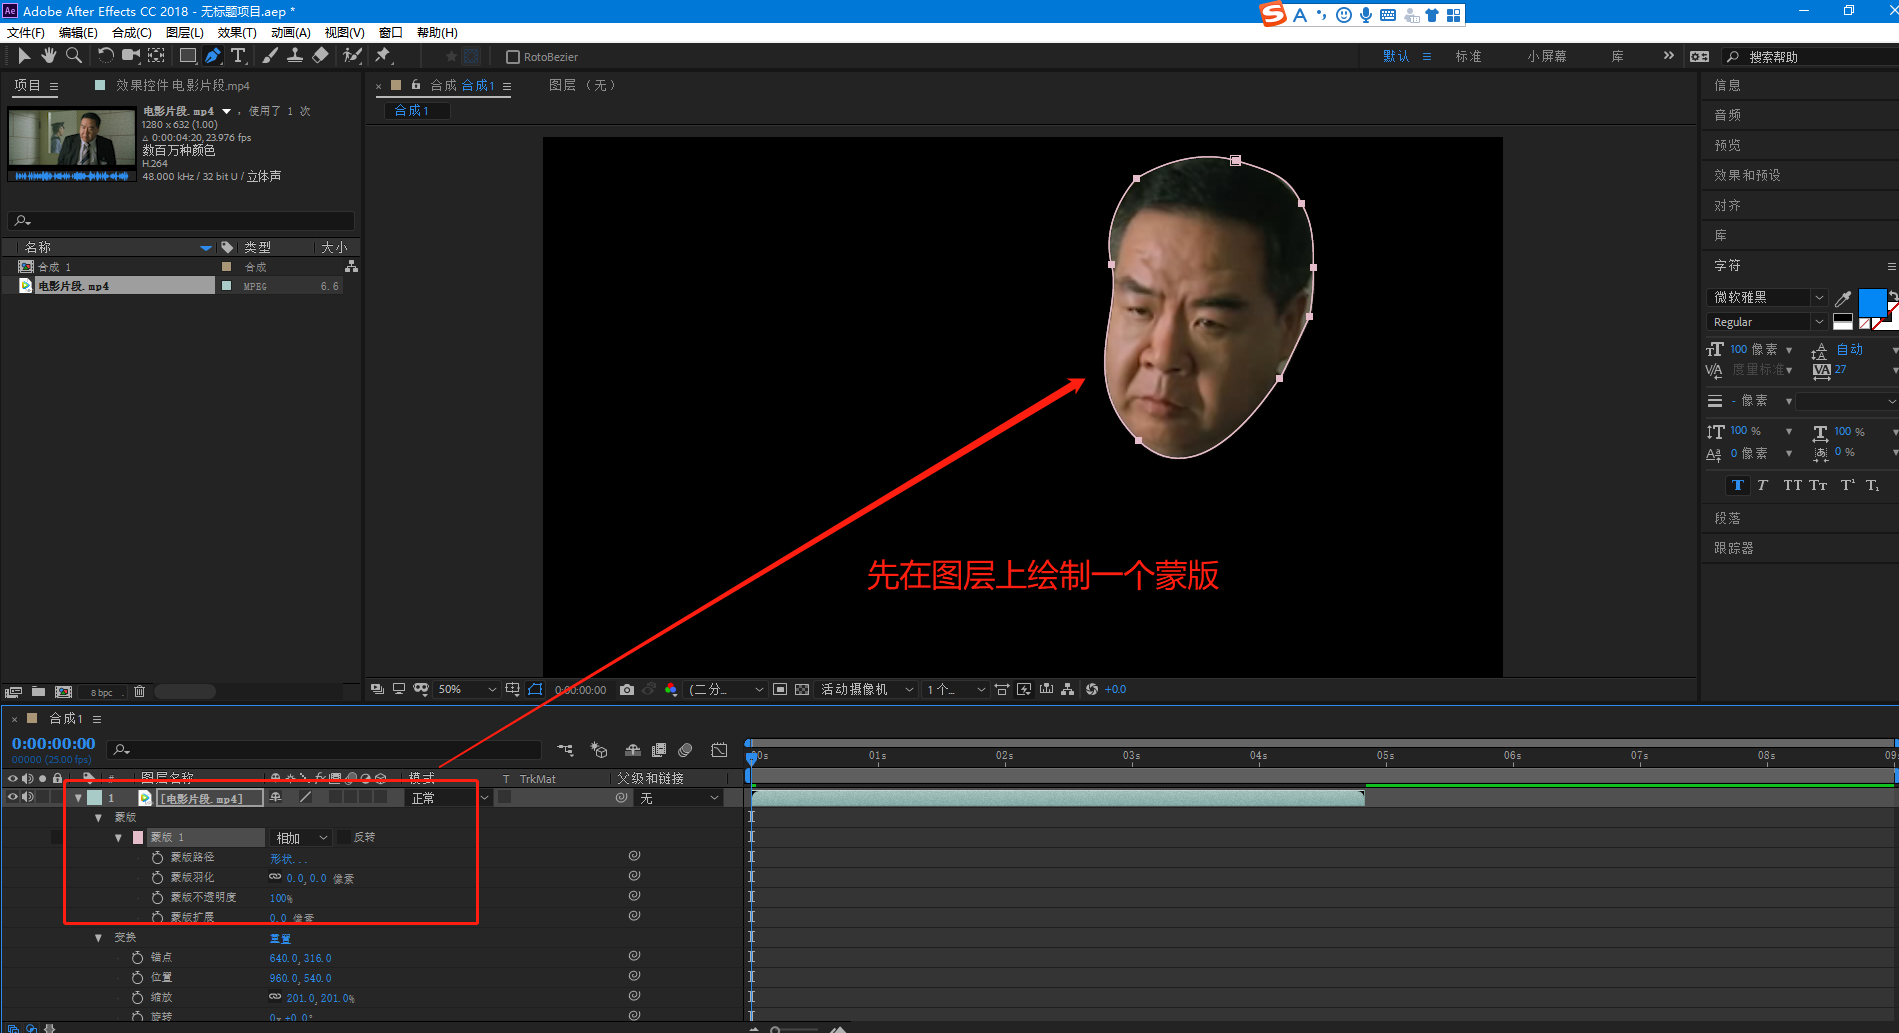 Adobe After Effects CC 2018 - 无标题项目.aep *
文件(F) 编辑(E) 合成(C) 图层(L) 效果(T) 动画(A) 视图(V) 窗口 帮助(H)
RotoBezier
默认 标准 小屏幕 库 搜索帮助
项目 效果控件 电影片段.mp4
电影片段.mp4 , 使用了 1 次
1280 x 632 (1.00)
△ 0:00:04:20, 23.976 fps
数百万种颜色
H.264
48.000 kHz / 32 bit U / 立体声
名称 类型 大小
合成 1 合成
电影片段.mp4 MPEG 6.6
8 bpc
合成 合成1
图层 (无)
合成1
先在图层上绘制一个蒙版
50% 0:00:00:00 (二分... 活动摄像机 1个... +0.0
信息
音频
预览
效果和预设
对齐
库
字符
微软雅黑
Regular
100 像素 自动
度量标准 27
- 像素
100 % 100 %
0 像素 0 %
T T TT Tт T¹ T₁
段落
跟踪器
合成1
0:00:00:00
00000 (25.00 fps)
# 图层名称 模式 T TrkMat 父级和链接
1 [电影片段.mp4] 正常 无
蒙版
蒙版 1 相加 反转
蒙版路径 形状...
蒙版羽化 0.0, 0.0 像素
蒙版不透明度 100%
蒙版扩展 0.0 像素
变换 重置
锚点 640.0, 316.0
位置 960.0, 540.0
缩放 201.0, 201.0%
旋转 0x+0.0°
00s 01s 02s 03s 04s 05s 06s 07s 08s 09s